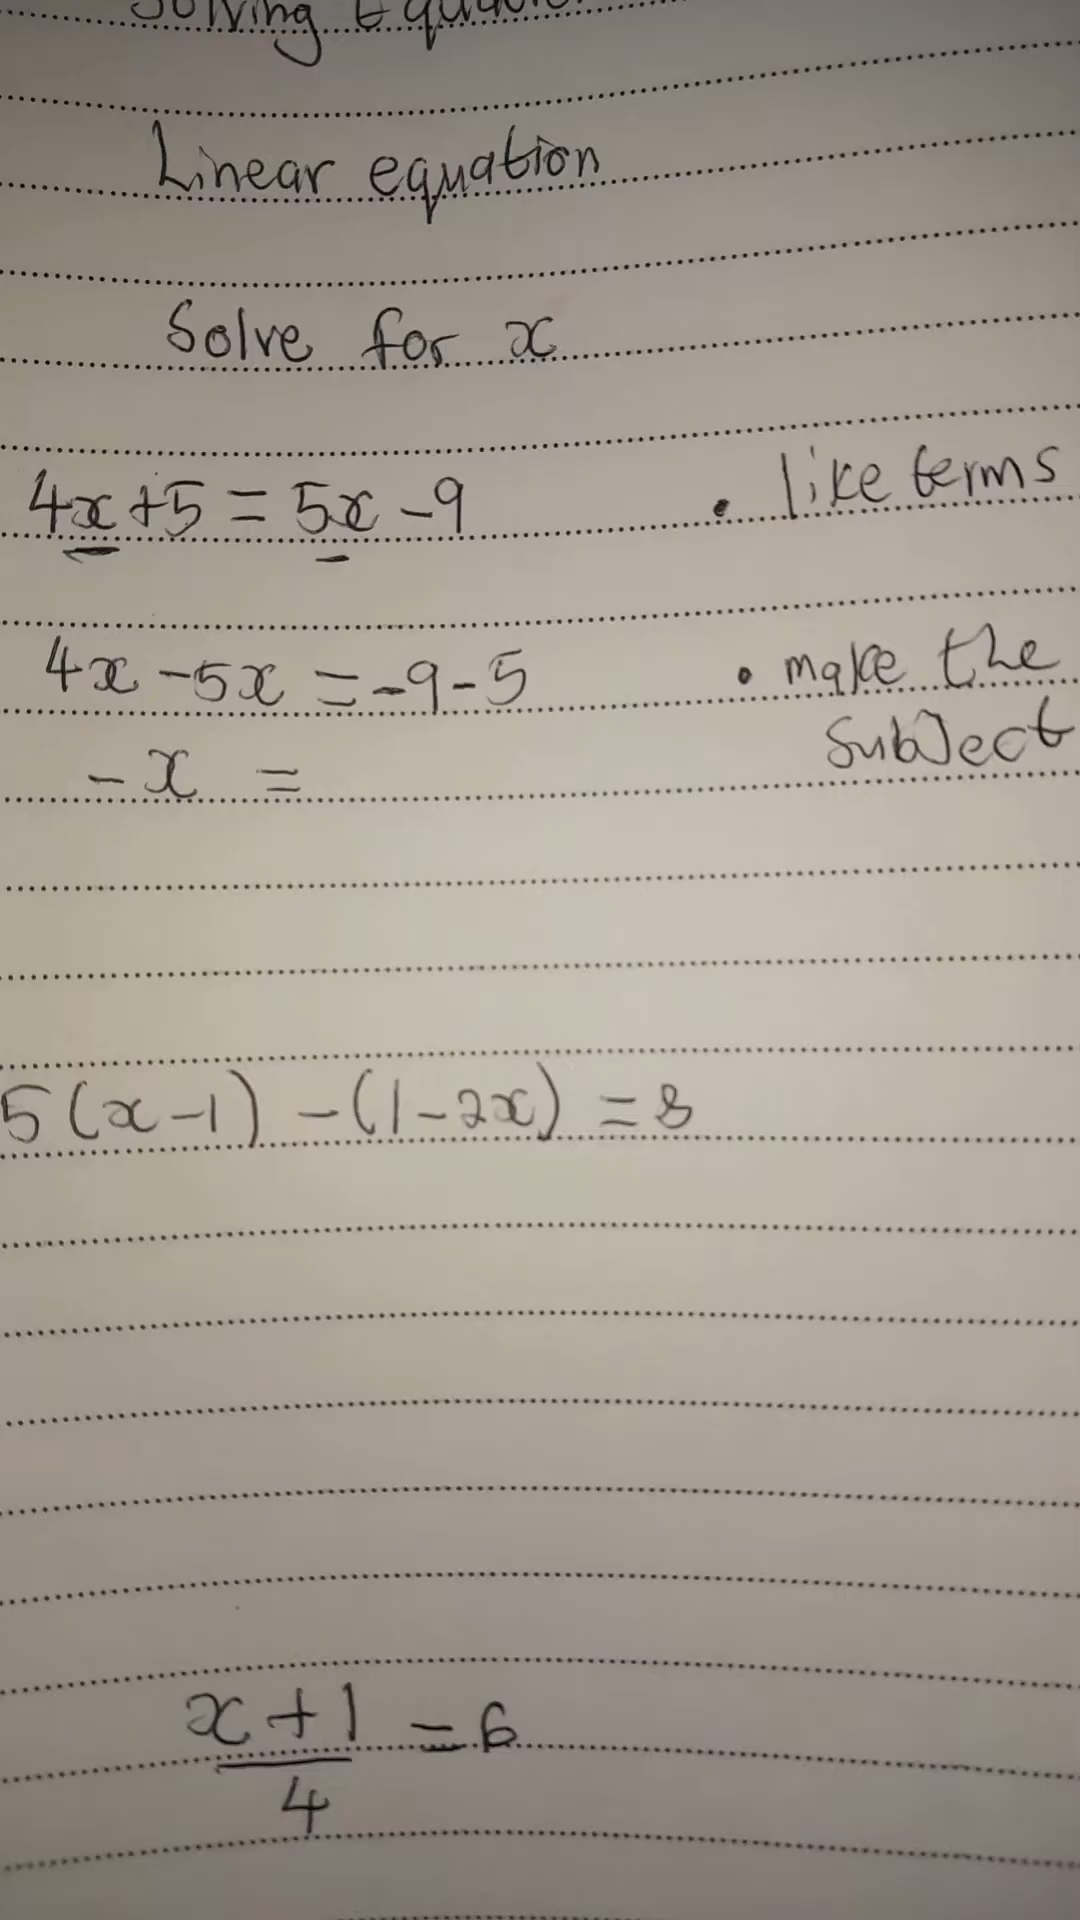 Solving
Linear equation
Solve for x
4x + 5 = 5x - 9 • like terms
4x - 5x = -9 - 5 • make the
subject
- x =
5(x - 1) - (1 - 2x) = 8
x + 1 = 6
4